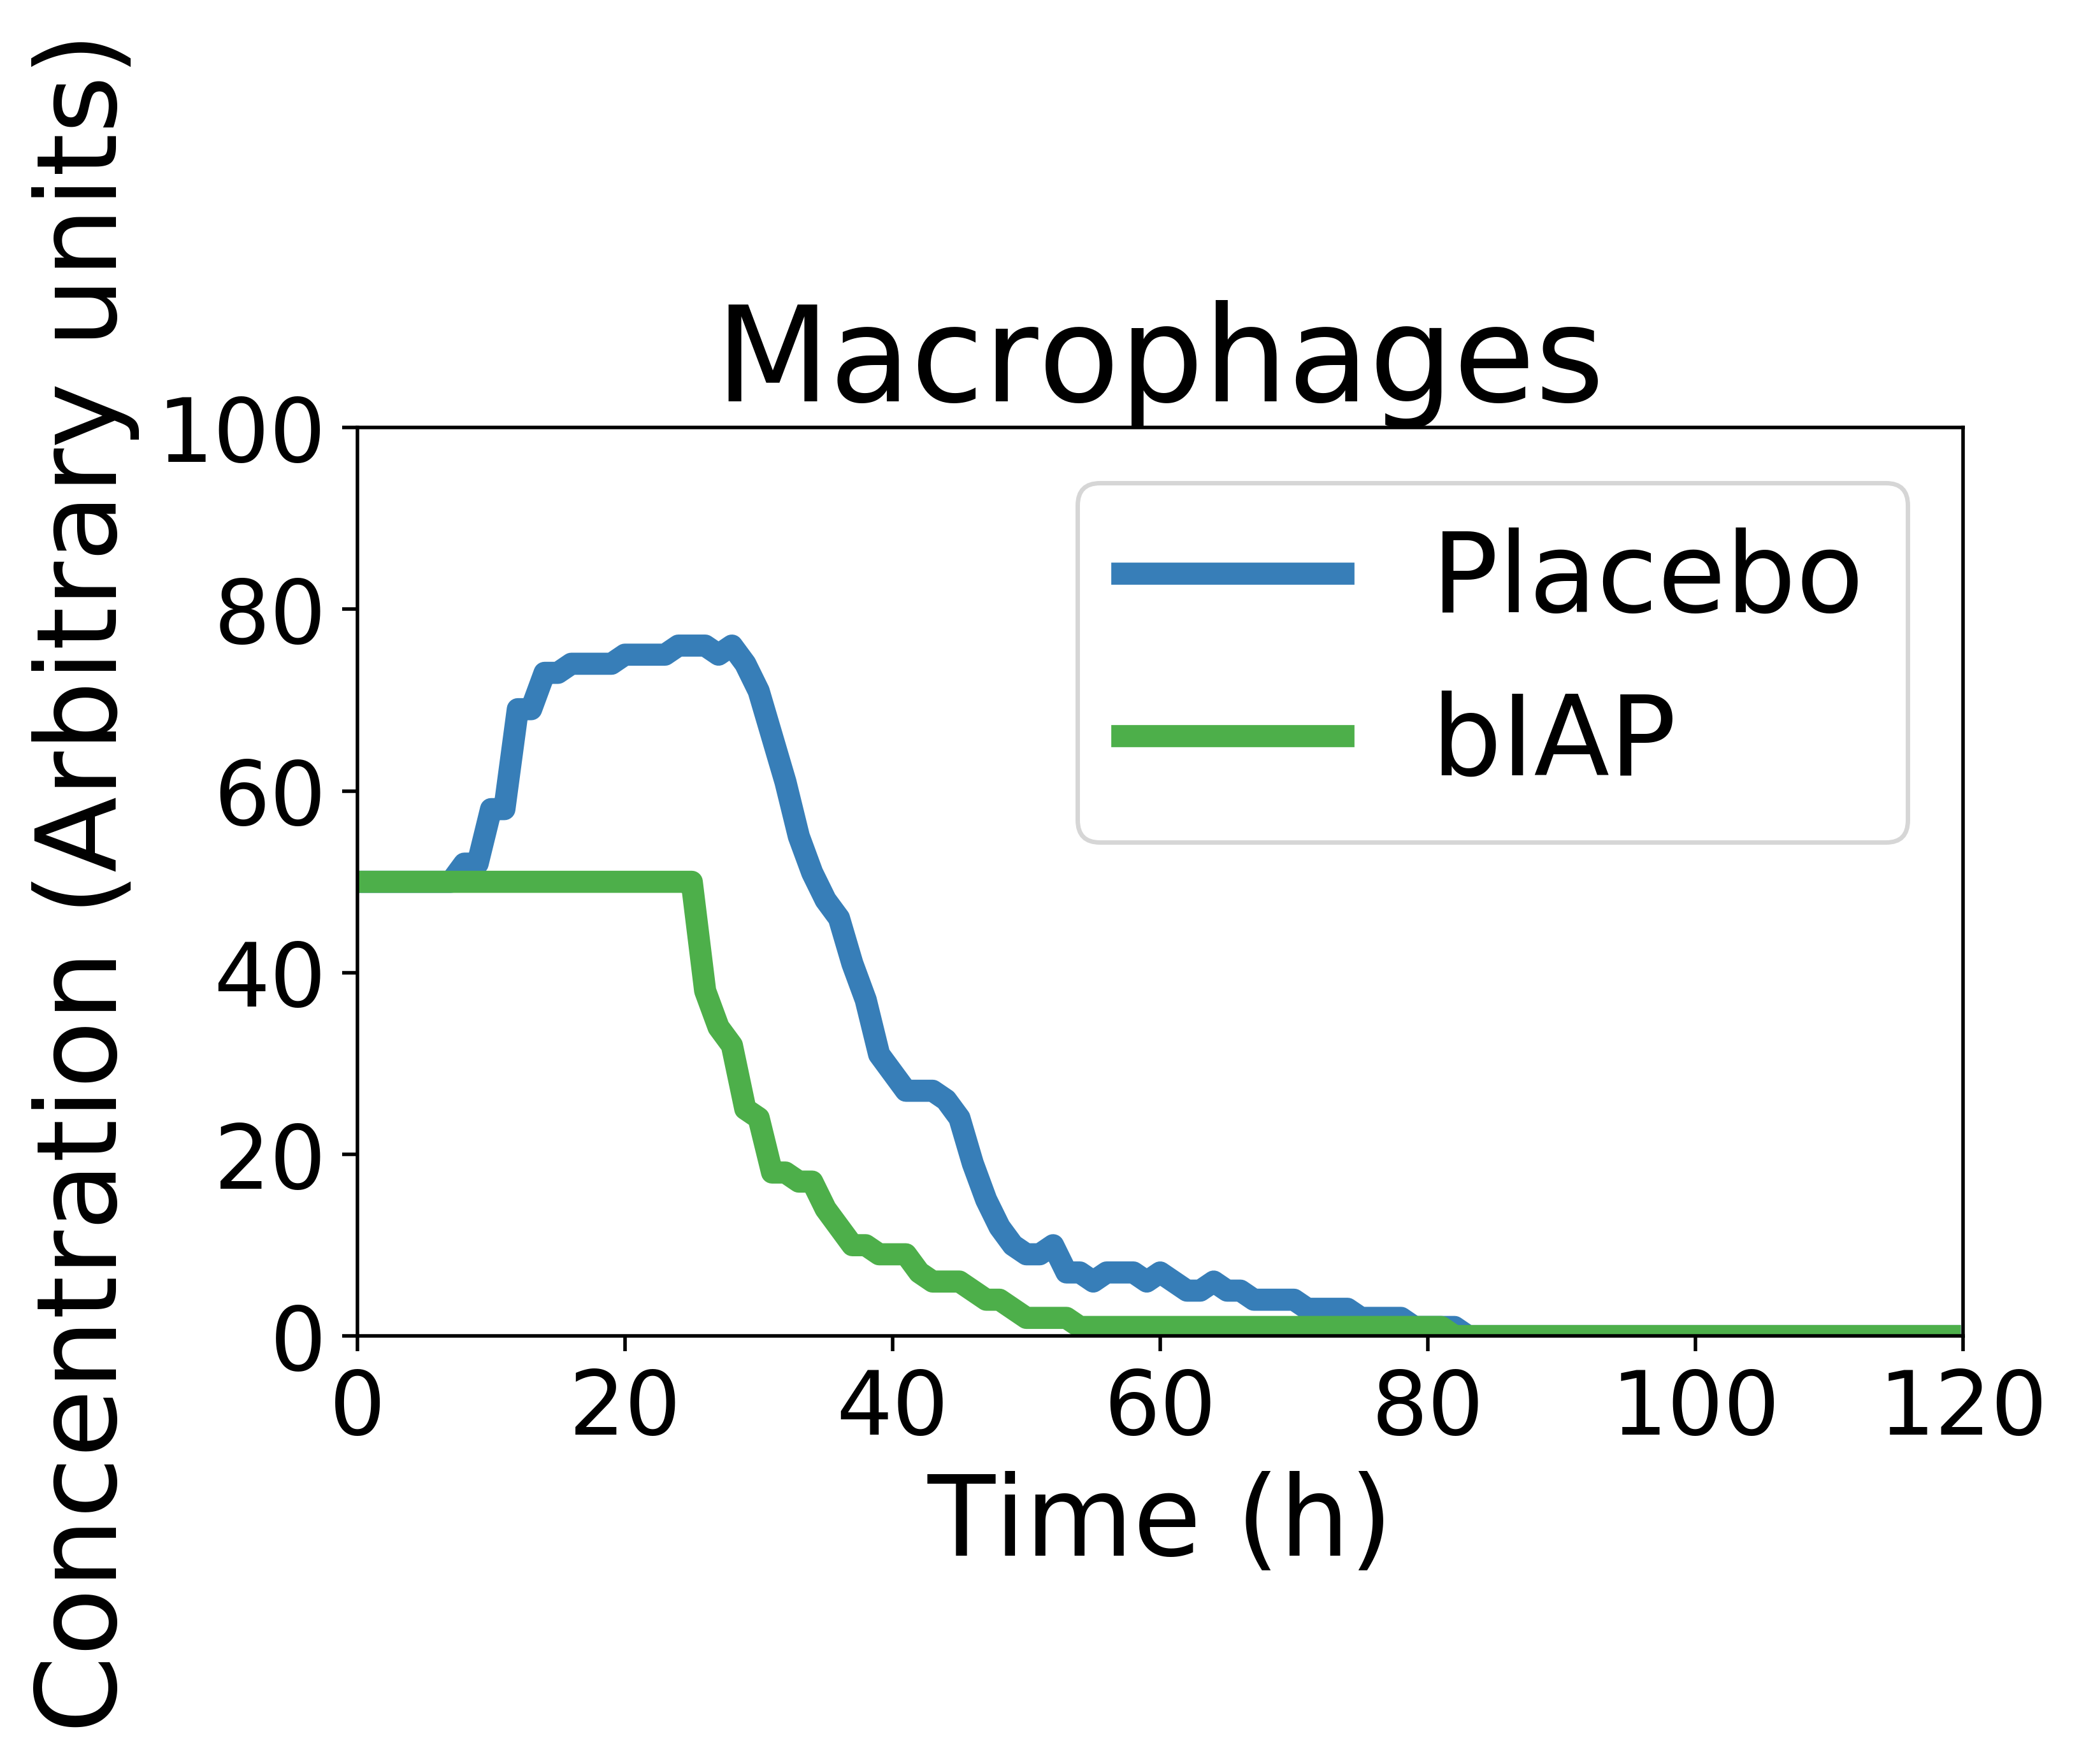 Macrophages
Concentration (Arbitrary units)
100
80
60
40
20
0
Placebo
bIAP
0 20 40 60 80 100 120
Time (h)